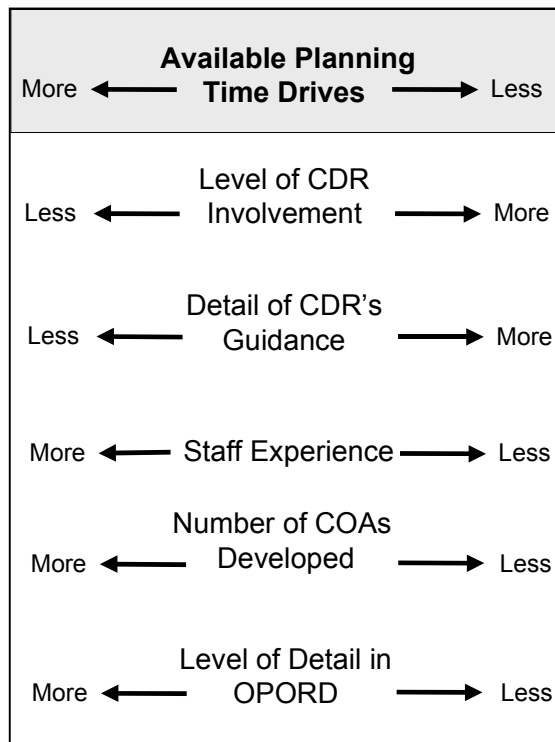 Available Planning
More Time Drives Less
Level of CDR
Less Involvement More
Detail of CDR’s
Less Guidance More
More Staff Experience Less
Number of COAs
More Developed Less
Level of Detail in
More OPORD Less